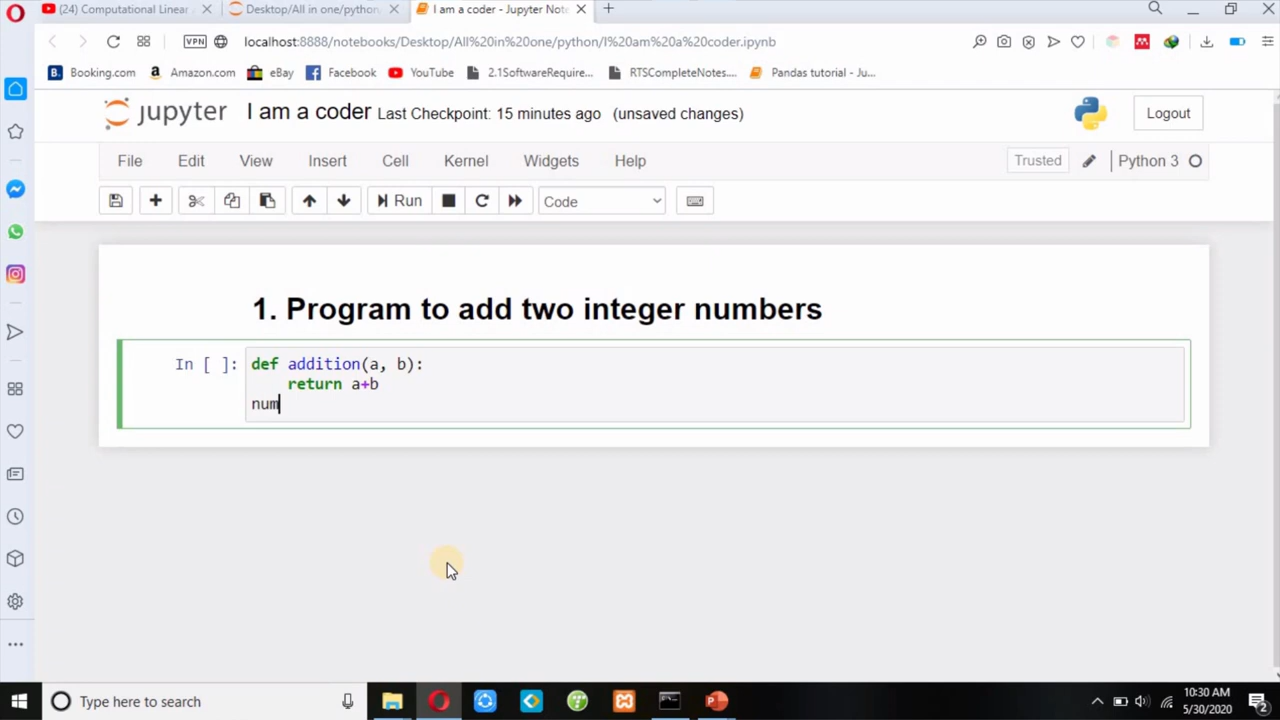 (24) Computational Linear
Desktop/All in one/python
I am a coder - Jupyter Not
VPN
localhost:8888/notebooks/Desktop/All%20in%20one/python/I%20am%20a%20coder.ipynb
B. Booking.com
Amazon.com
eBay
Facebook
YouTube
2.1SoftwareRequire...
RTSCompleteNotes....
Pandas tutorial - Ju...
jupyter
I am a coder Last Checkpoint: 15 minutes ago (unsaved changes)
Logout
File Edit View Insert Cell Kernel Widgets Help
Trusted
Python 3
Run
Code
1. Program to add two integer numbers
In [ ]:
def addition(a, b):
    return a+b
num
Type here to search
10:30 AM
5/30/2020
2